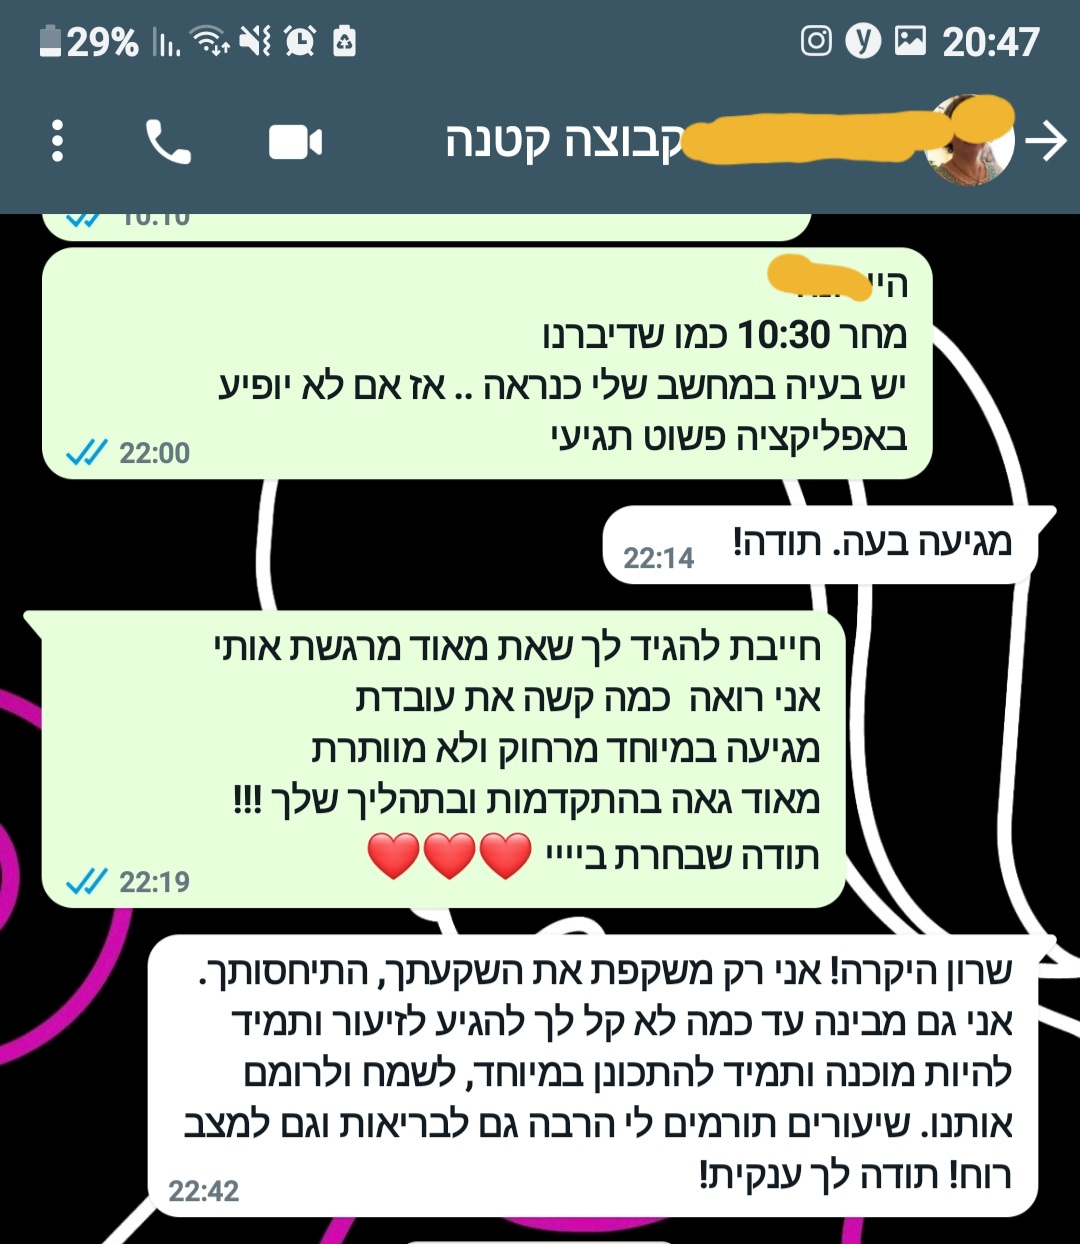 29%
20:47
קבוצה קטנה
10:10
היי
מחר 10:30 כמו שדיברנו
יש בעיה במחשב שלי כנראה .. אז אם לא יופיע
באפליקציה פשוט תגיעי
22:00
מגיעה בעה. תודה!
22:14
חייבת להגיד לך שאת מאוד מרגשת אותי
אני רואה כמה קשה את עובדת
מגיעה במיוחד מרחוק ולא מוותרת
מאוד גאה בהתקדמות ובתהליך שלך !!!
תודה שבחרת ביייי ❤️❤️❤️
22:19
שרון היקרה! אני רק משקפת את השקעתך, התיחסותך.
אני גם מבינה עד כמה לא קל לך להגיע לזיעור ותמיד
להיות מוכנה ותמיד להתכונן במיוחד, לשמח ולרומם
אותנו. שיעורים תורמים לי הרבה גם לבריאות וגם למצב
רוח! תודה לך ענקית!
22:42